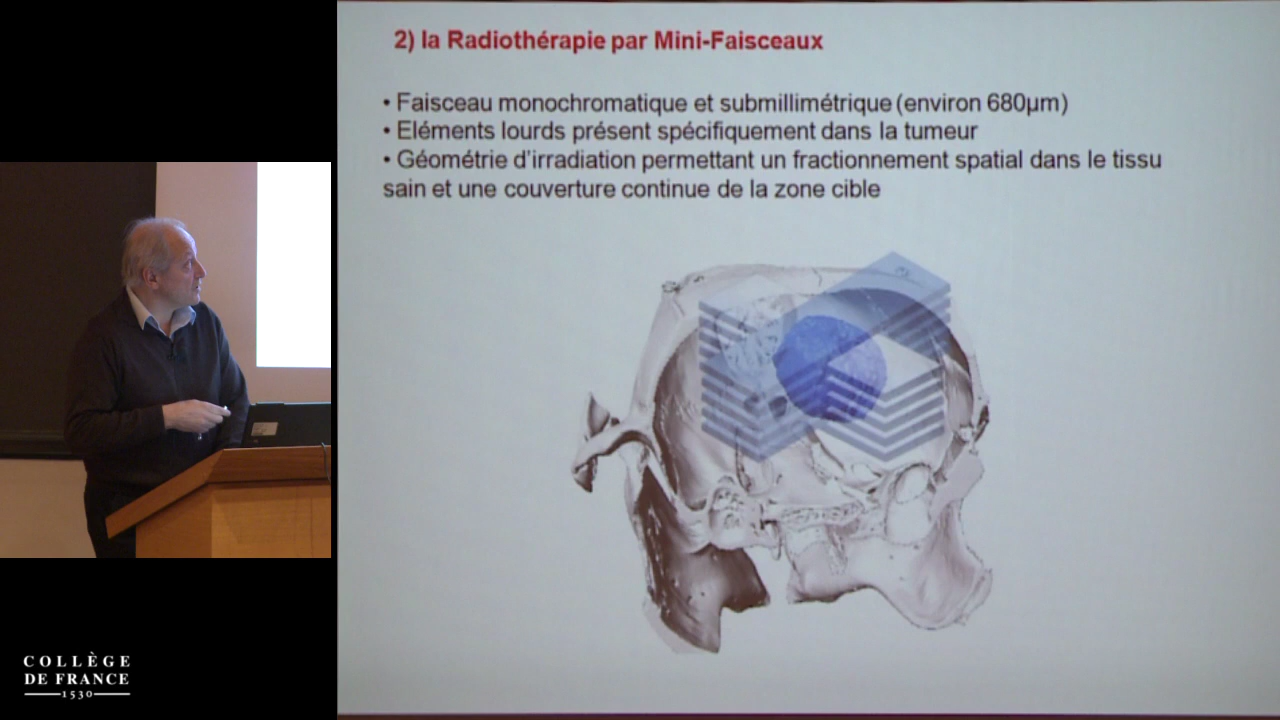 2) la Radiothérapie par Mini-Faisceaux
• Faisceau monochromatique et submillimétrique (environ 680µm)
• Eléments lourds présent spécifiquement dans la tumeur
• Géométrie d'irradiation permettant un fractionnement spatial dans le tissu
sain et une couverture continue de la zone cible
COLLÈGE
DE FRANCE
1530